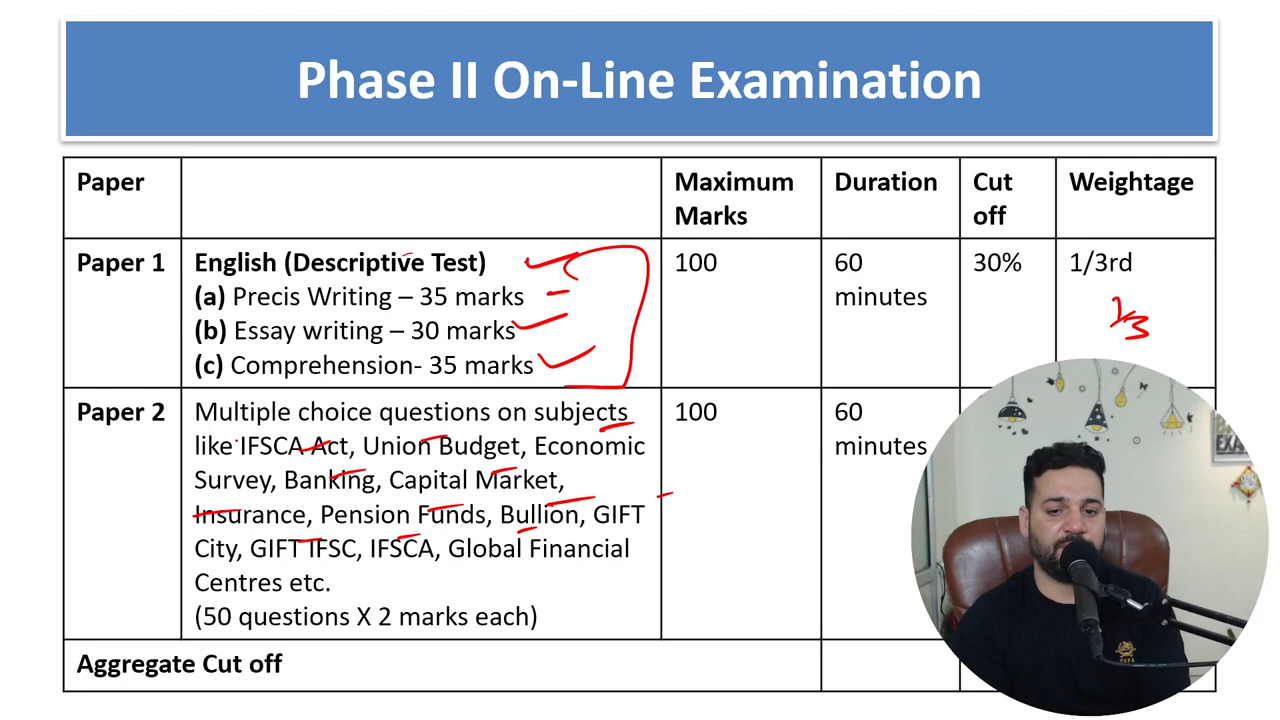 Phase II On-Line Examination
Paper
Maximum Marks
Duration
Cut off
Weightage
Paper 1
English (Descriptive Test)
(a) Precis Writing – 35 marks
(b) Essay writing – 30 marks
(c) Comprehension- 35 marks
100
60 minutes
30%
1/3rd
1/3
Paper 2
Multiple choice questions on subjects
like IFSCA Act, Union Budget, Economic
Survey, Banking, Capital Market,
Insurance, Pension Funds, Bullion, GIFT
City, GIFT IFSC, IFSCA, Global Financial
Centres etc.
(50 questions X 2 marks each)
100
60 minutes
Aggregate Cut off